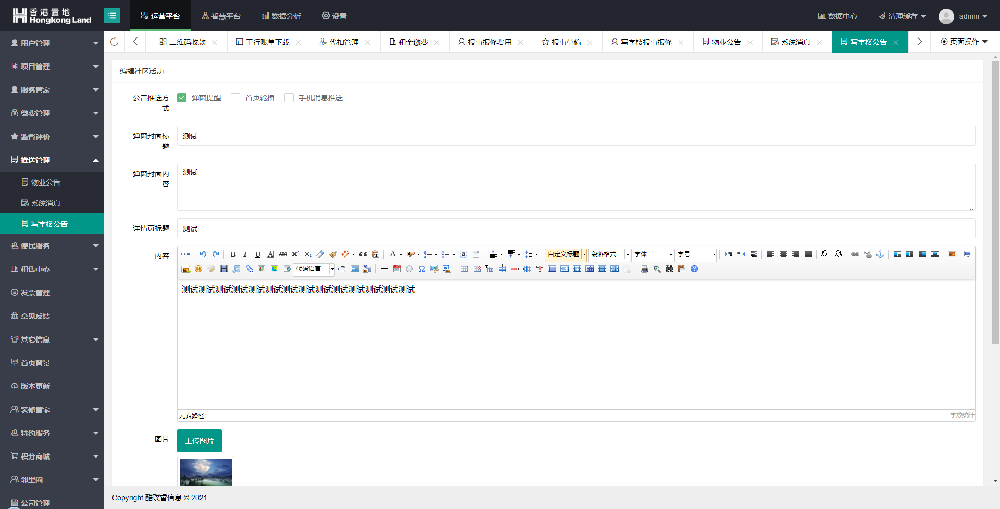 香港置地
Hongkong Land
运营平台
智慧平台
数据分析
设置
数据中心
清理缓存
admin
二维码收款
工行账单下载
代扣管理
租金缴费
报事报修费用
报事草稿
写字楼报事报修
物业公告
系统消息
写字楼公告
页面操作
用户管理
项目管理
服务管家
缴费管理
监督评价
推送管理
物业公告
系统消息
写字楼公告
便民服务
租售中心
发票管理
意见反馈
其它信息
首页背景
版本更新
装修管家
特约服务
积分商城
邻里圈
公司管理
编辑社区活动
公告推送方
式
弹窗提醒
首页轮播
手机消息推送
弹窗封面标
题
测试
弹窗封面内
容
测试
详情页标题
测试
内容
HTML
自定义标题
段落格式
字体
字号
代码语言
测试测试测试测试测试测试测试测试测试测试测试测试测试测试
元素路径:
字数统计
图片
上传图片
Copyright 酷璞睿信息 © 2021